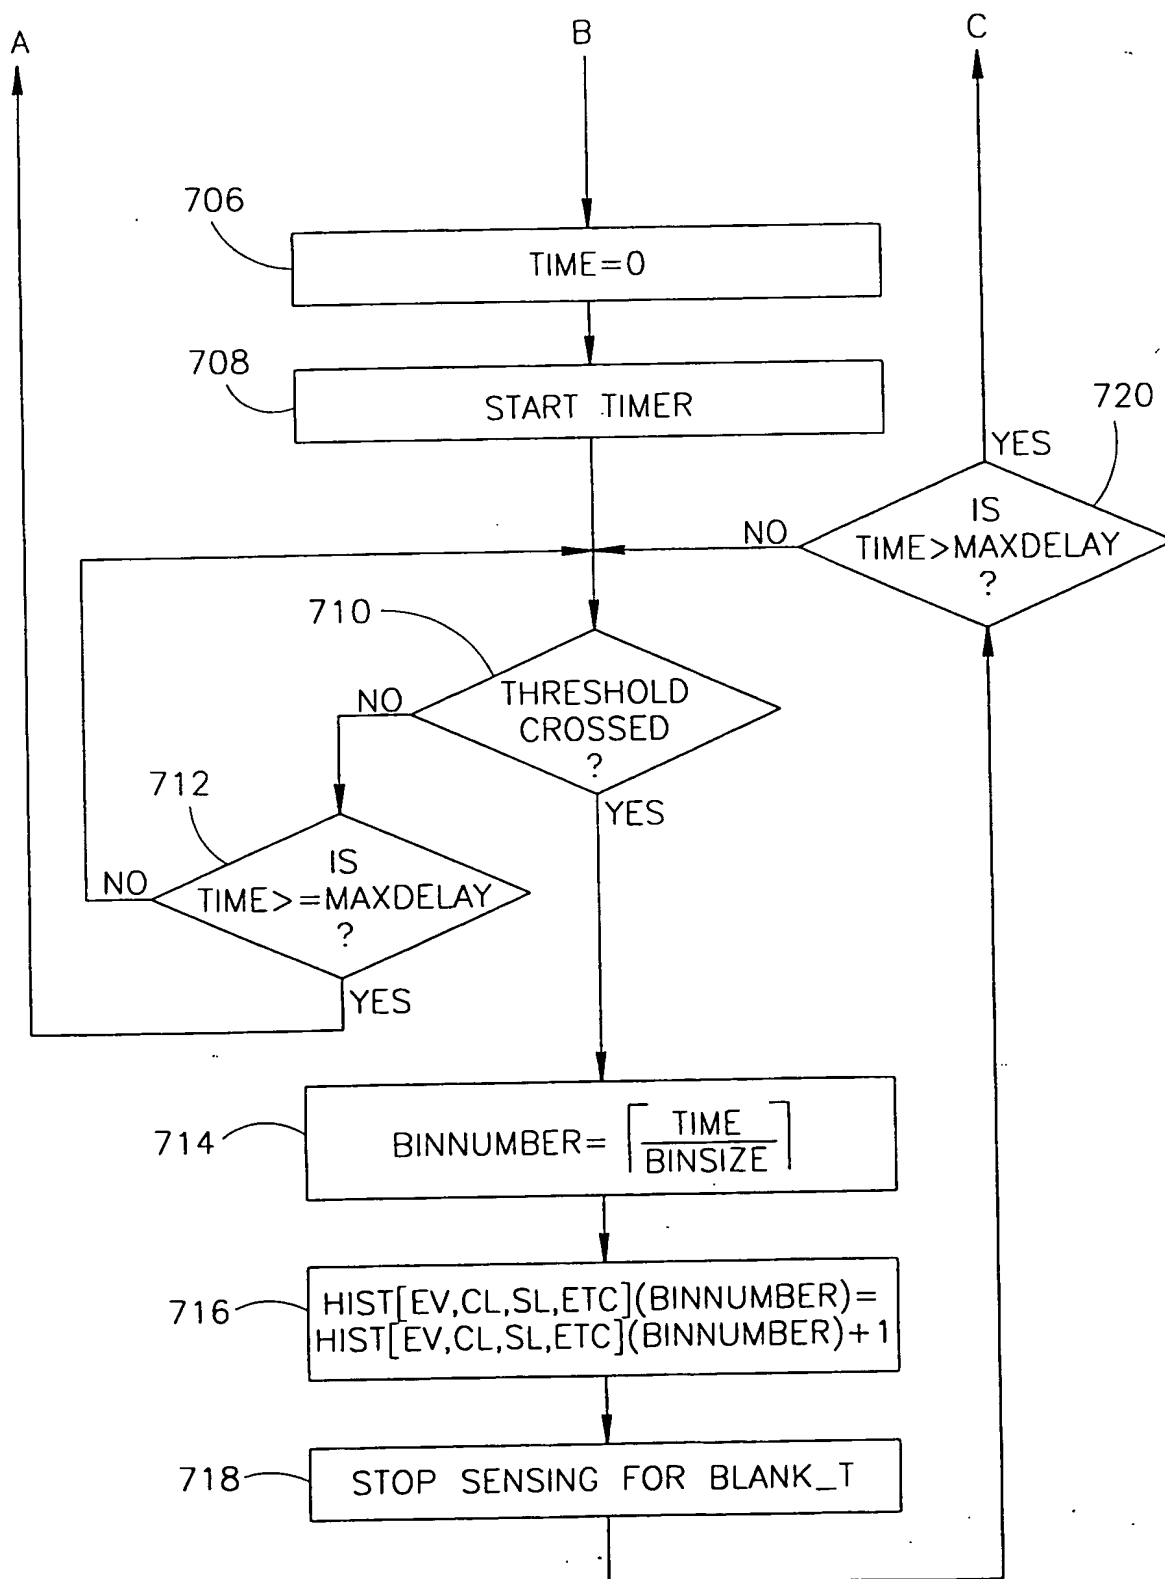 A
B
C
706
TIME=0
708
START TIMER
720
YES
IS
NO
TIME>MAXDELAY
?
710
THRESHOLD
NO
CROSSED
?
712
YES
IS
NO
TIME>=MAXDELAY
?
YES
714
BINNUMBER= ⌈TIME
BINSIZE⌉
716
HIST[EV,CL,SL,ETC](BINNUMBER)=
HIST[EV,CL,SL,ETC](BINNUMBER)+1
718
STOP SENSING FOR BLANK_T